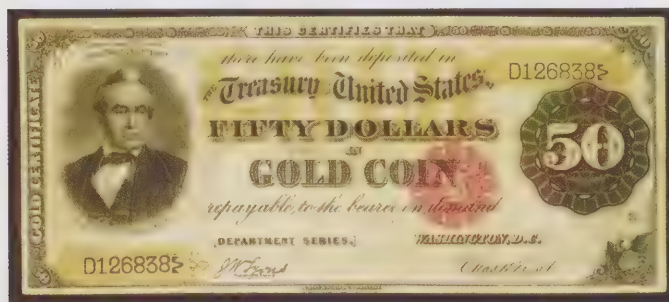 THIS CERTIFIES THAT
there have been deposited in
THE Treasury United States,
D126838
FIFTY DOLLARS
IN
50
GOLD COIN
repayable to the bearer on demand
DEPARTMENT SERIES.
WASHINGTON, D.C.
D126838
J W Lyons
GOLD CERTIFICATE